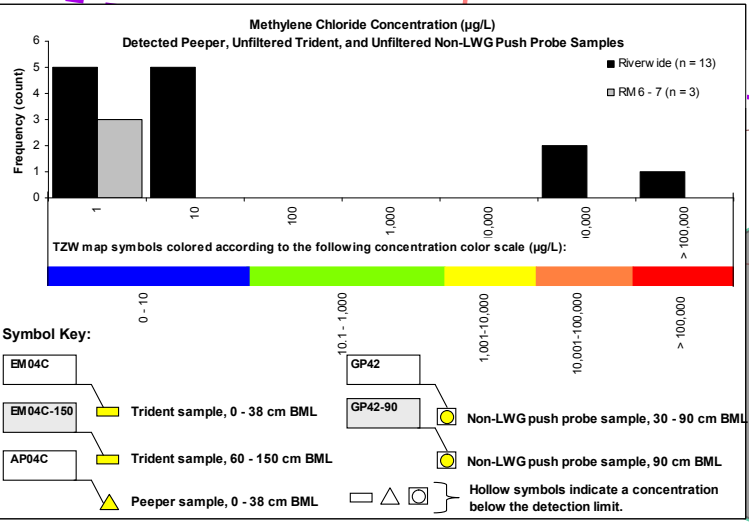 Methylene Chloride Concentration (µg/L)
Detected Peeper, Unfiltered Trident, and Unfiltered Non-LWG Push Probe Samples
Frequency (count)
6
5
4
3
2
1
0
Riverwide (n = 13)
RM 6 - 7 (n = 3)
1
10
100
1,000
0,000
0,000
> 100,000
TZW map symbols colored according to the following concentration color scale (µg/L):
0 - 10
10.1 - 1,000
1,001-10,000
10,001-100,000
> 100,000
Symbol Key:
EM04C
Trident sample, 0 - 38 cm BML
EM04C-150
Trident sample, 60 - 150 cm BML
AP04C
Peeper sample, 0 - 38 cm BML
GP42
Non-LWG push probe sample, 30 - 90 cm BML
GP42-90
Non-LWG push probe sample, 90 cm BML
Hollow symbols indicate a concentration
below the detection limit.